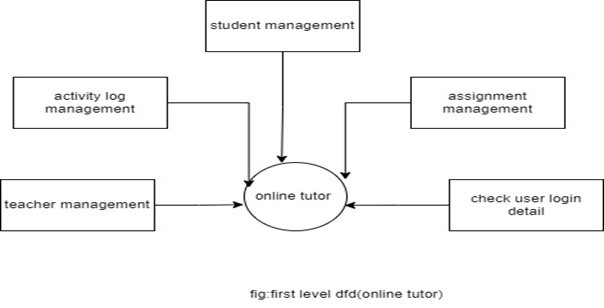 student management
activity log
management
assignment
management
teacher management
online tutor
check user login
detail
fig:first level dfd(online tutor)